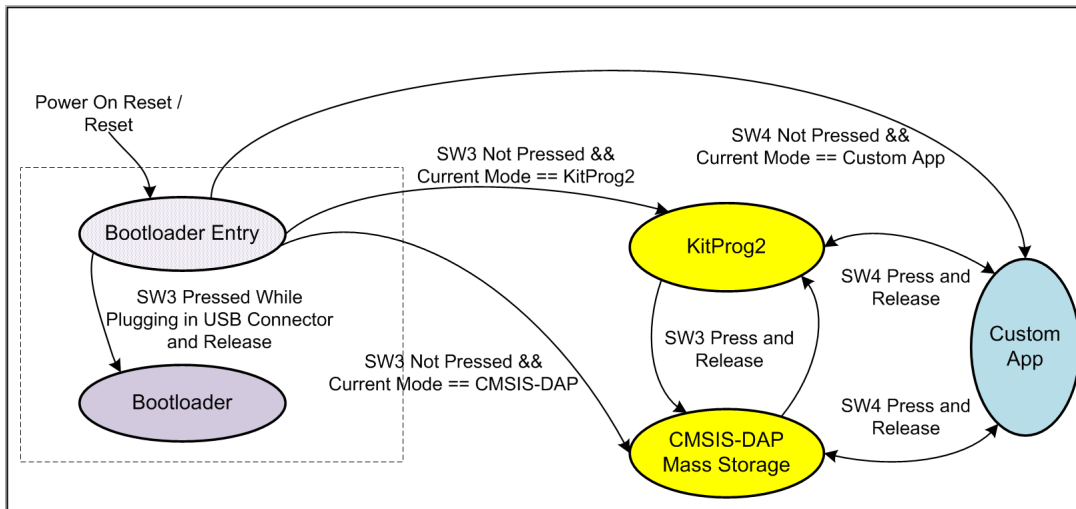 Power On Reset /
Reset
SW4 Not Pressed &&
Current Mode == Custom App
SW3 Not Pressed &&
Current Mode == KitProg2
Bootloader Entry
KitProg2
SW4 Press and
Release
SW3 Pressed While
Plugging in USB Connector
and Release
SW3 Press and
Release
Custom
App
SW3 Not Pressed &&
Current Mode == CMSIS-DAP
Bootloader
SW4 Press and
Release
CMSIS-DAP
Mass Storage